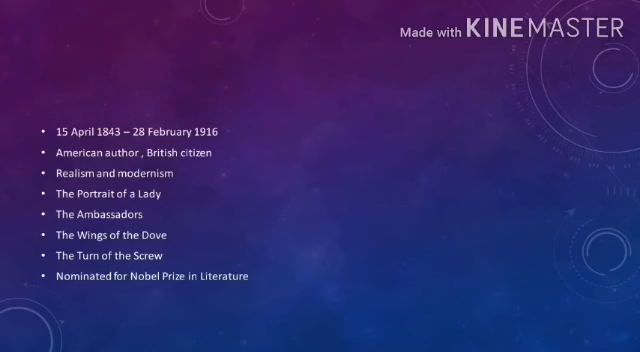 Made with KINEMASTER
• 15 April 1843 – 28 February 1916
• American author , British citizen
• Realism and modernism
• The Portrait of a Lady
• The Ambassadors
• The Wings of the Dove
• The Turn of the Screw
• Nominated for Nobel Prize in Literature